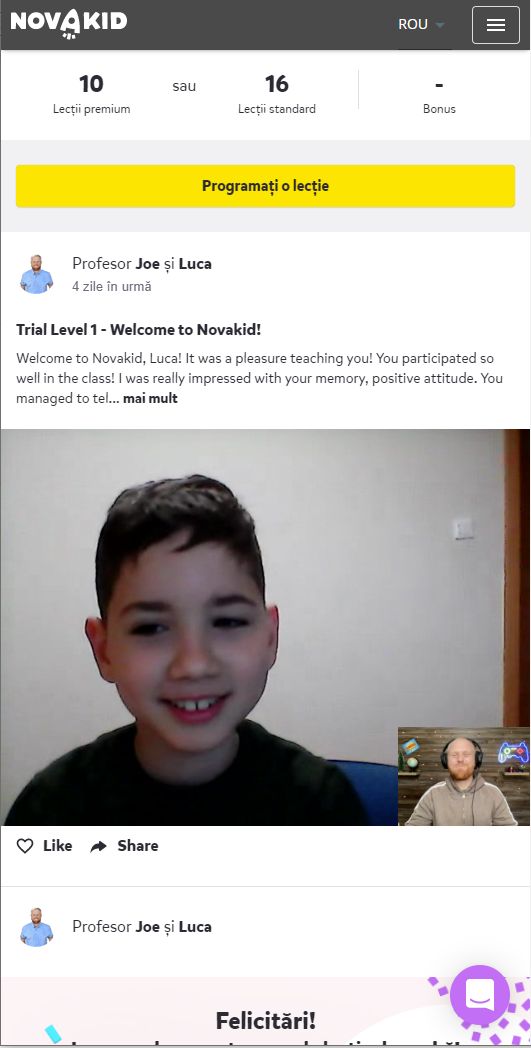 NOVAKID
ROU
10 sau 16 -
Lecții premium Lecții standard Bonus
Programați o lecție
Profesor Joe și Luca
4 zile în urmă
Trial Level 1 - Welcome to Novakid!
Welcome to Novakid, Luca! It was a pleasure teaching you! You participated so
well in the class! I was really impressed with your memory, positive attitude. You
managed to tel... mai mult
Like Share
Profesor Joe și Luca
Felicitări!